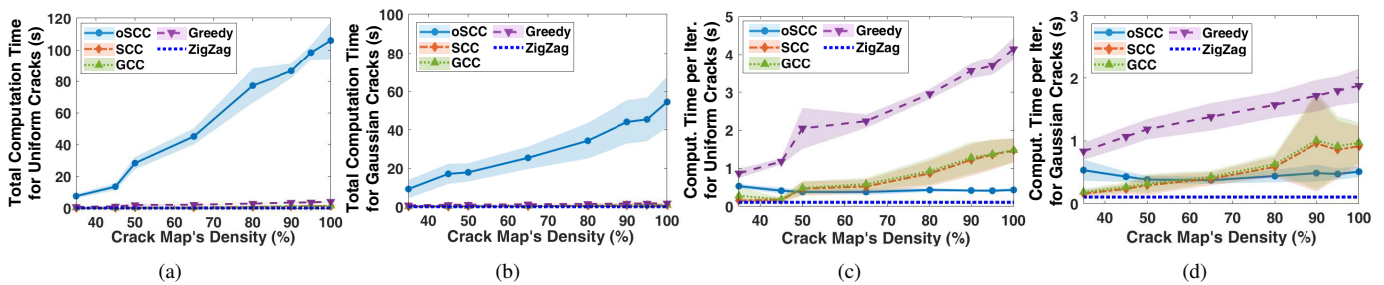 Total Computation Time
for Uniform Cracks (s)
120
100
80
60
40
20
0
oSCC
SCC
GCC
Greedy
ZigZag
40 50 60 70 80 90 100
Crack Map's Density (%)
(a)
Total Computation Time
for Gaussian Cracks (s)
100
80
60
40
20
0
oSCC
SCC
GCC
Greedy
ZigZag
40 50 60 70 80 90 100
Crack Map's Density (%)
(b)
Comput. Time per Iter.
for Uniform Cracks (s)
5
4
3
2
1
0
oSCC
SCC
GCC
Greedy
ZigZag
40 50 60 70 80 90 100
Crack Map's Density (%)
(c)
Comput. Time per Iter.
for Gaussian Cracks (s)
3
2
1
0
oSCC
SCC
GCC
Greedy
ZigZag
40 50 60 70 80 90 100
Crack Map's Density (%)
(d)